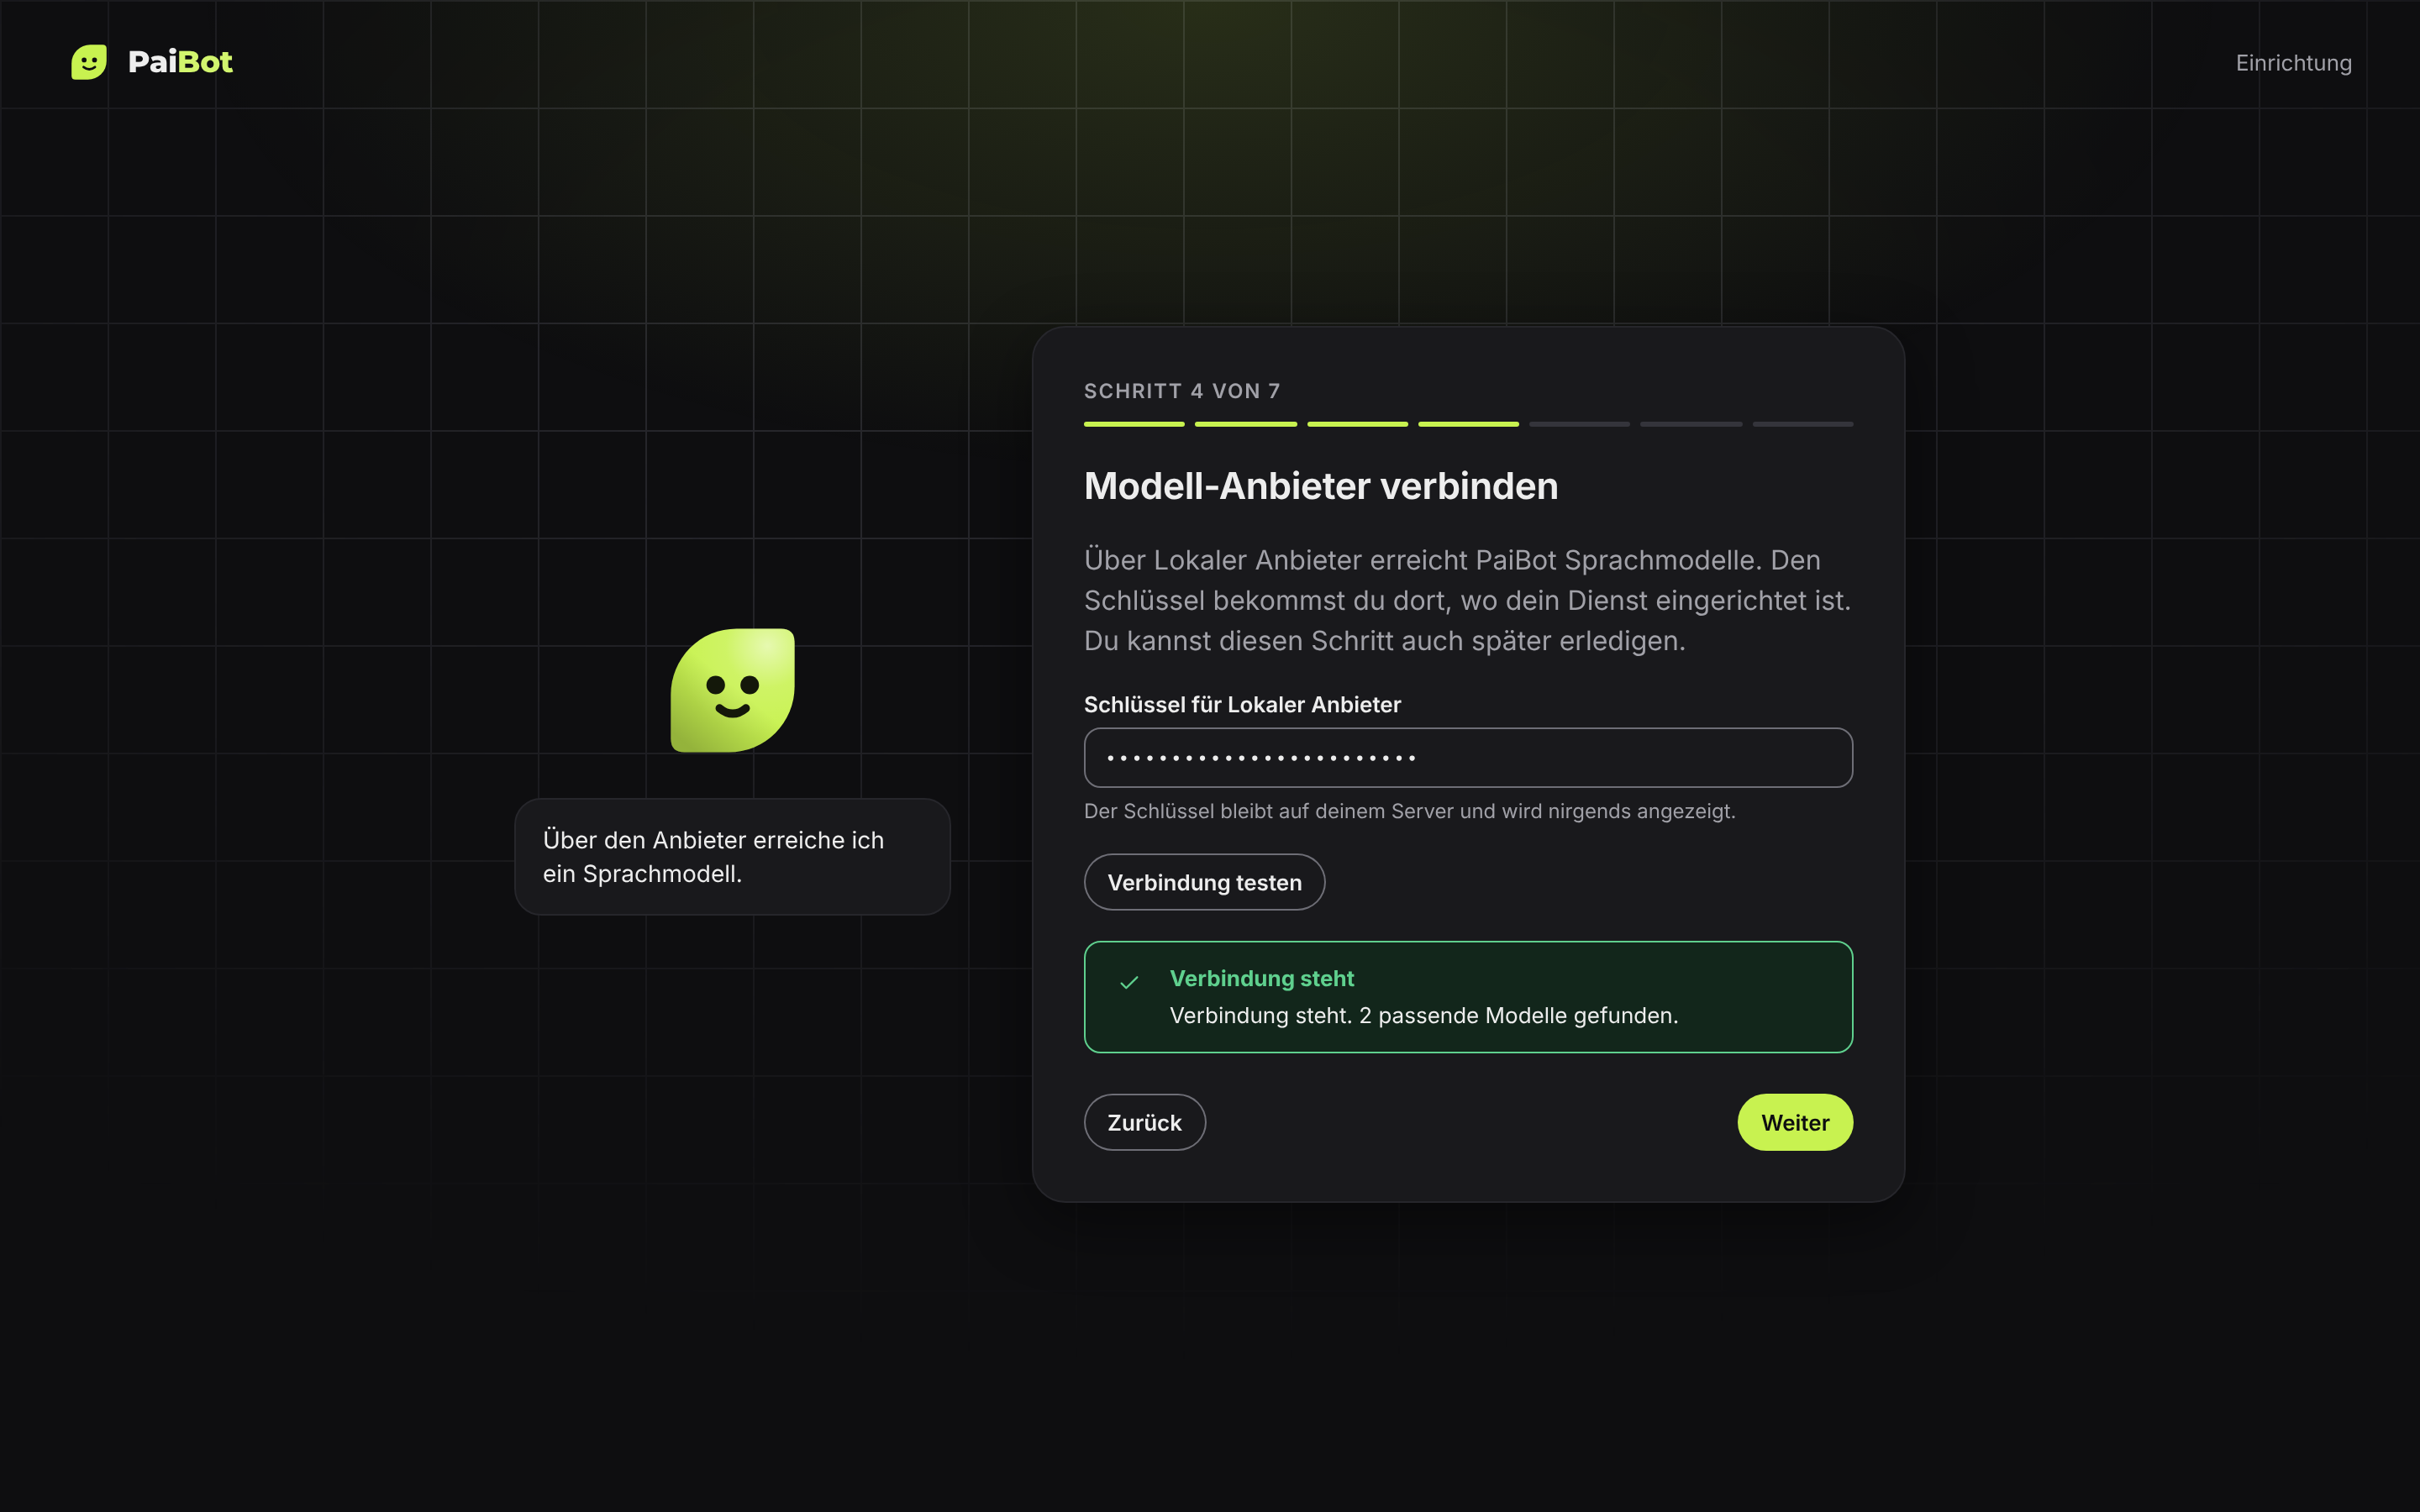 PaiBot
Einrichtung
Über den Anbieter erreiche ich
ein Sprachmodell.
SCHRITT 4 VON 7
Modell-Anbieter verbinden
Über Lokaler Anbieter erreicht PaiBot Sprachmodelle. Den
Schlüssel bekommst du dort, wo dein Dienst eingerichtet ist.
Du kannst diesen Schritt auch später erledigen.
Schlüssel für Lokaler Anbieter
••••••••••••••••••••••••
Der Schlüssel bleibt auf deinem Server und wird nirgends angezeigt.
Verbindung testen
Verbindung steht
Verbindung steht. 2 passende Modelle gefunden.
Zurück
Weiter